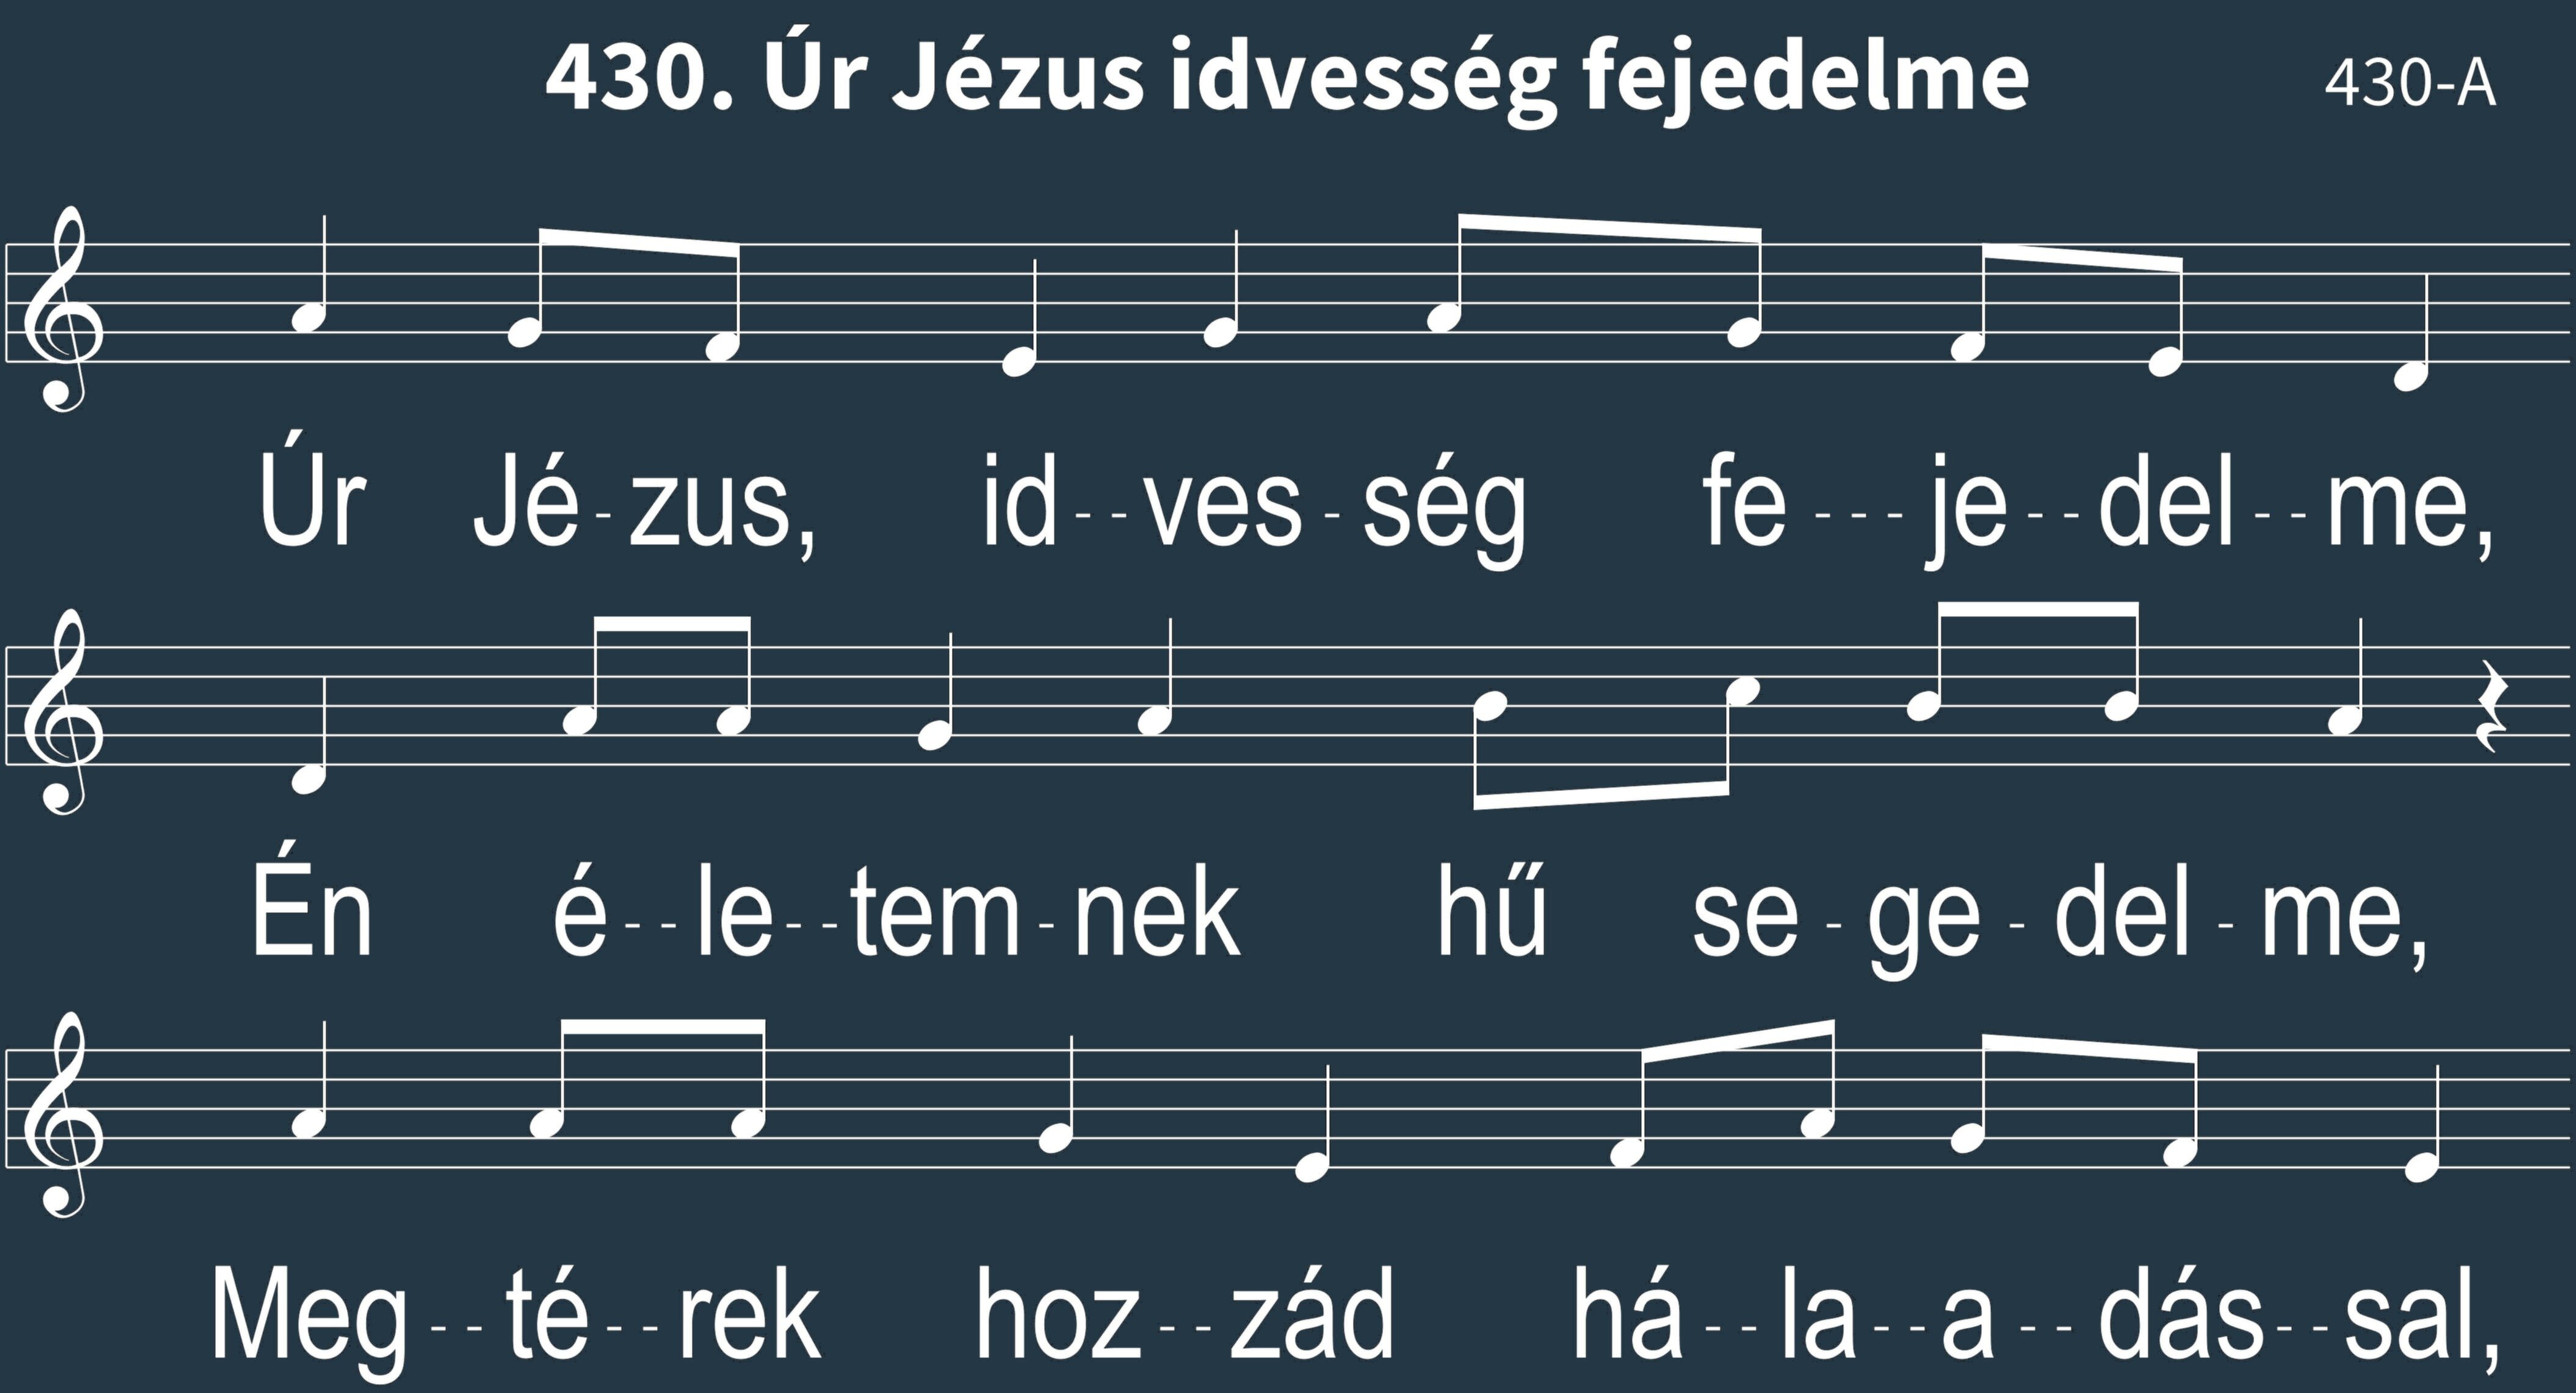 430. Úr Jézus idvesség fejedelme
430-A
Úr Jé-zus, id--ves-ség fe---je--del--me,
Én é--le--tem-nek hű se-ge-del-me,
Meg--té--rek hoz--zád há--la--a--dás--sal,